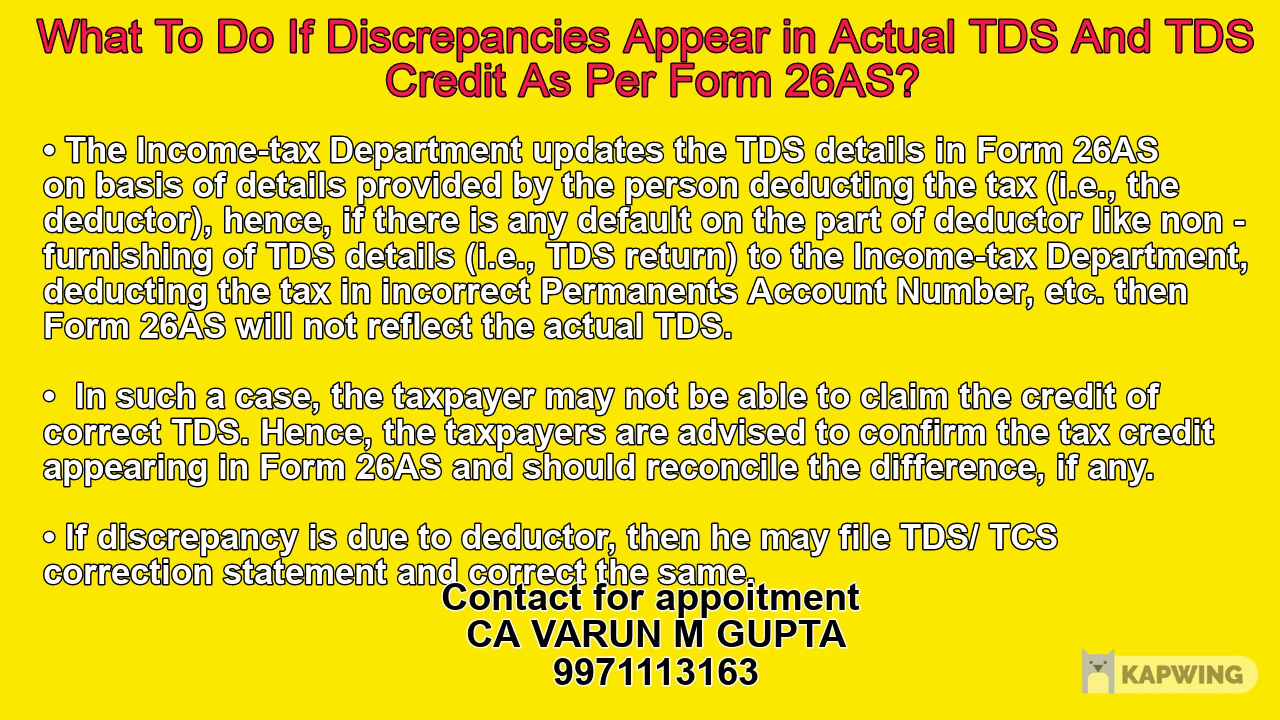 What To Do If Discrepancies Appear in Actual TDS And TDS
Credit As Per Form 26AS?
• The Income-tax Department updates the TDS details in Form 26AS
on basis of details provided by the person deducting the tax (i.e., the
deductor), hence, if there is any default on the part of deductor like non -
furnishing of TDS details (i.e., TDS return) to the Income-tax Department,
deducting the tax in incorrect Permanents Account Number, etc. then
Form 26AS will not reflect the actual TDS.
• In such a case, the taxpayer may not be able to claim the credit of
correct TDS. Hence, the taxpayers are advised to confirm the tax credit
appearing in Form 26AS and should reconcile the difference, if any.
• If discrepancy is due to deductor, then he may file TDS/ TCS
correction statement and correct the same.
Contact for appoitment
CA VARUN M GUPTA
9971113163
KAPWING